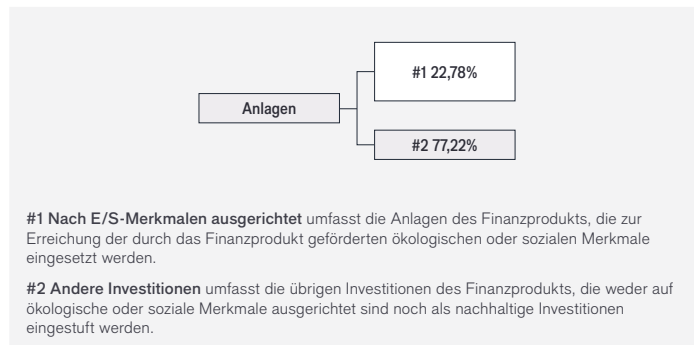 #1 22,78%
Anlagen
#2 77,22%
#1 Nach E/S-Merkmalen ausgerichtet umfasst die Anlagen des Finanzprodukts, die zur
Erreichung der durch das Finanzprodukt geförderten ökologischen oder sozialen Merkmale
eingesetzt werden.
#2 Andere Investitionen umfasst die übrigen Investitionen des Finanzprodukts, die weder auf
ökologische oder soziale Merkmale ausgerichtet sind noch als nachhaltige Investitionen
eingestuft werden.